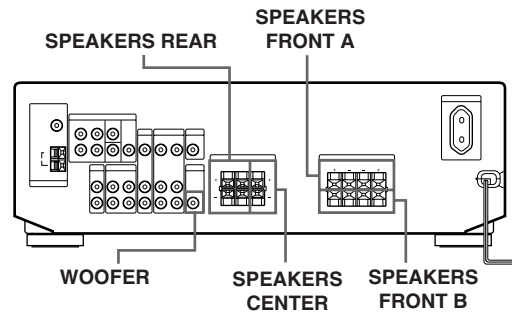 SPEAKERS
FRONT A
SPEAKERS REAR
WOOFER
SPEAKERS
CENTER
SPEAKERS
FRONT B